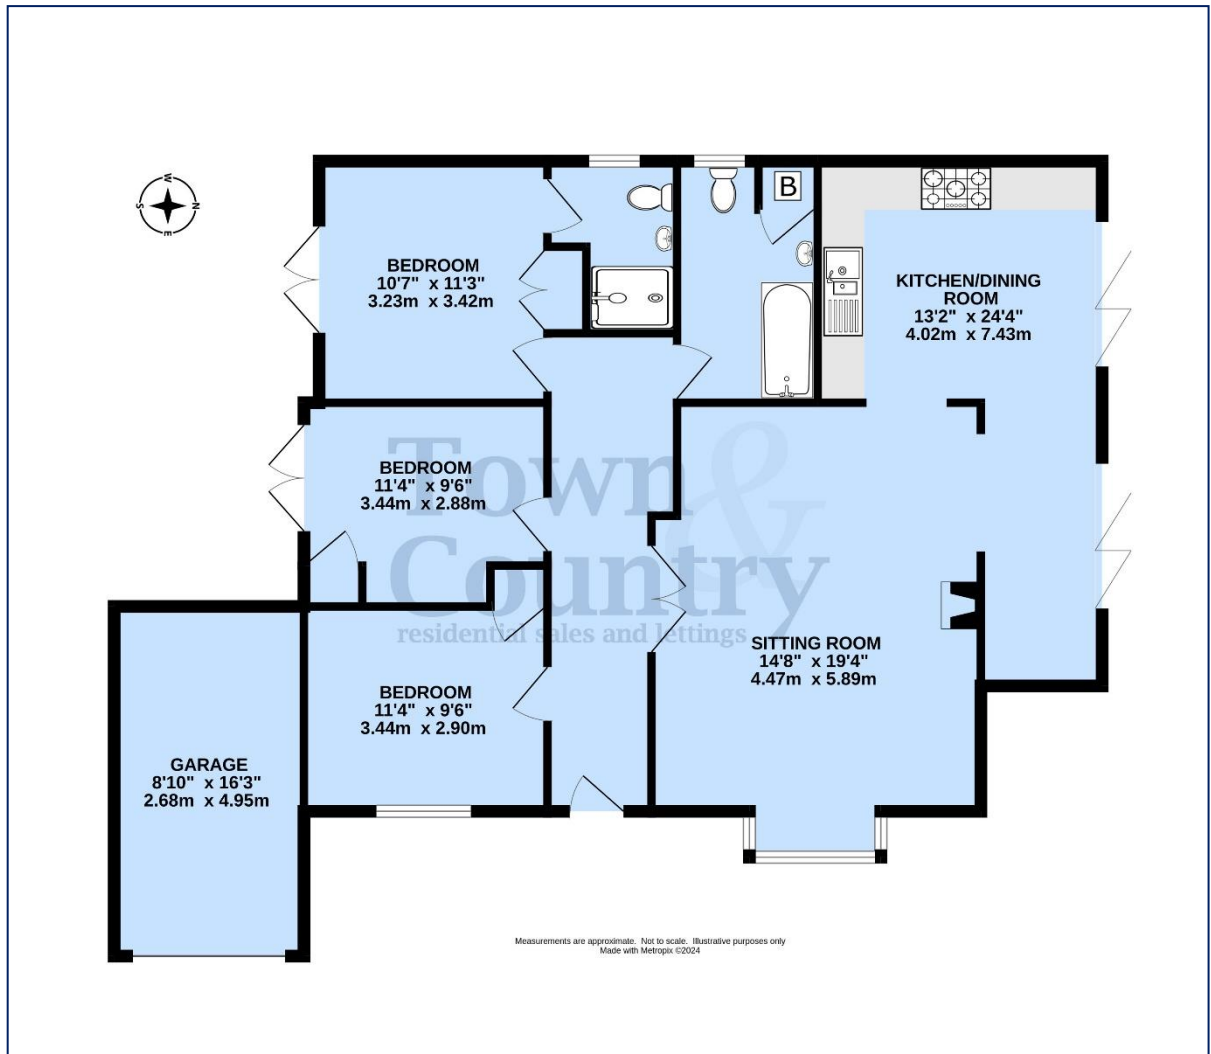 W
S
N
E
B
BEDROOM
10'7" x 11'3"
3.23m x 3.42m
KITCHEN/DINING
ROOM
13'2" x 24'4"
4.02m x 7.43m
BEDROOM
11'4" x 9'6"
3.44m x 2.88m
Town &
Country
residential sales and lettings
SITTING ROOM
14'8" x 19'4"
4.47m x 5.89m
BEDROOM
11'4" x 9'6"
3.44m x 2.90m
GARAGE
8'10" x 16'3"
2.68m x 4.95m
Measurements are approximate. Not to scale. Illustrative purposes only
Made with Metropix ©2024